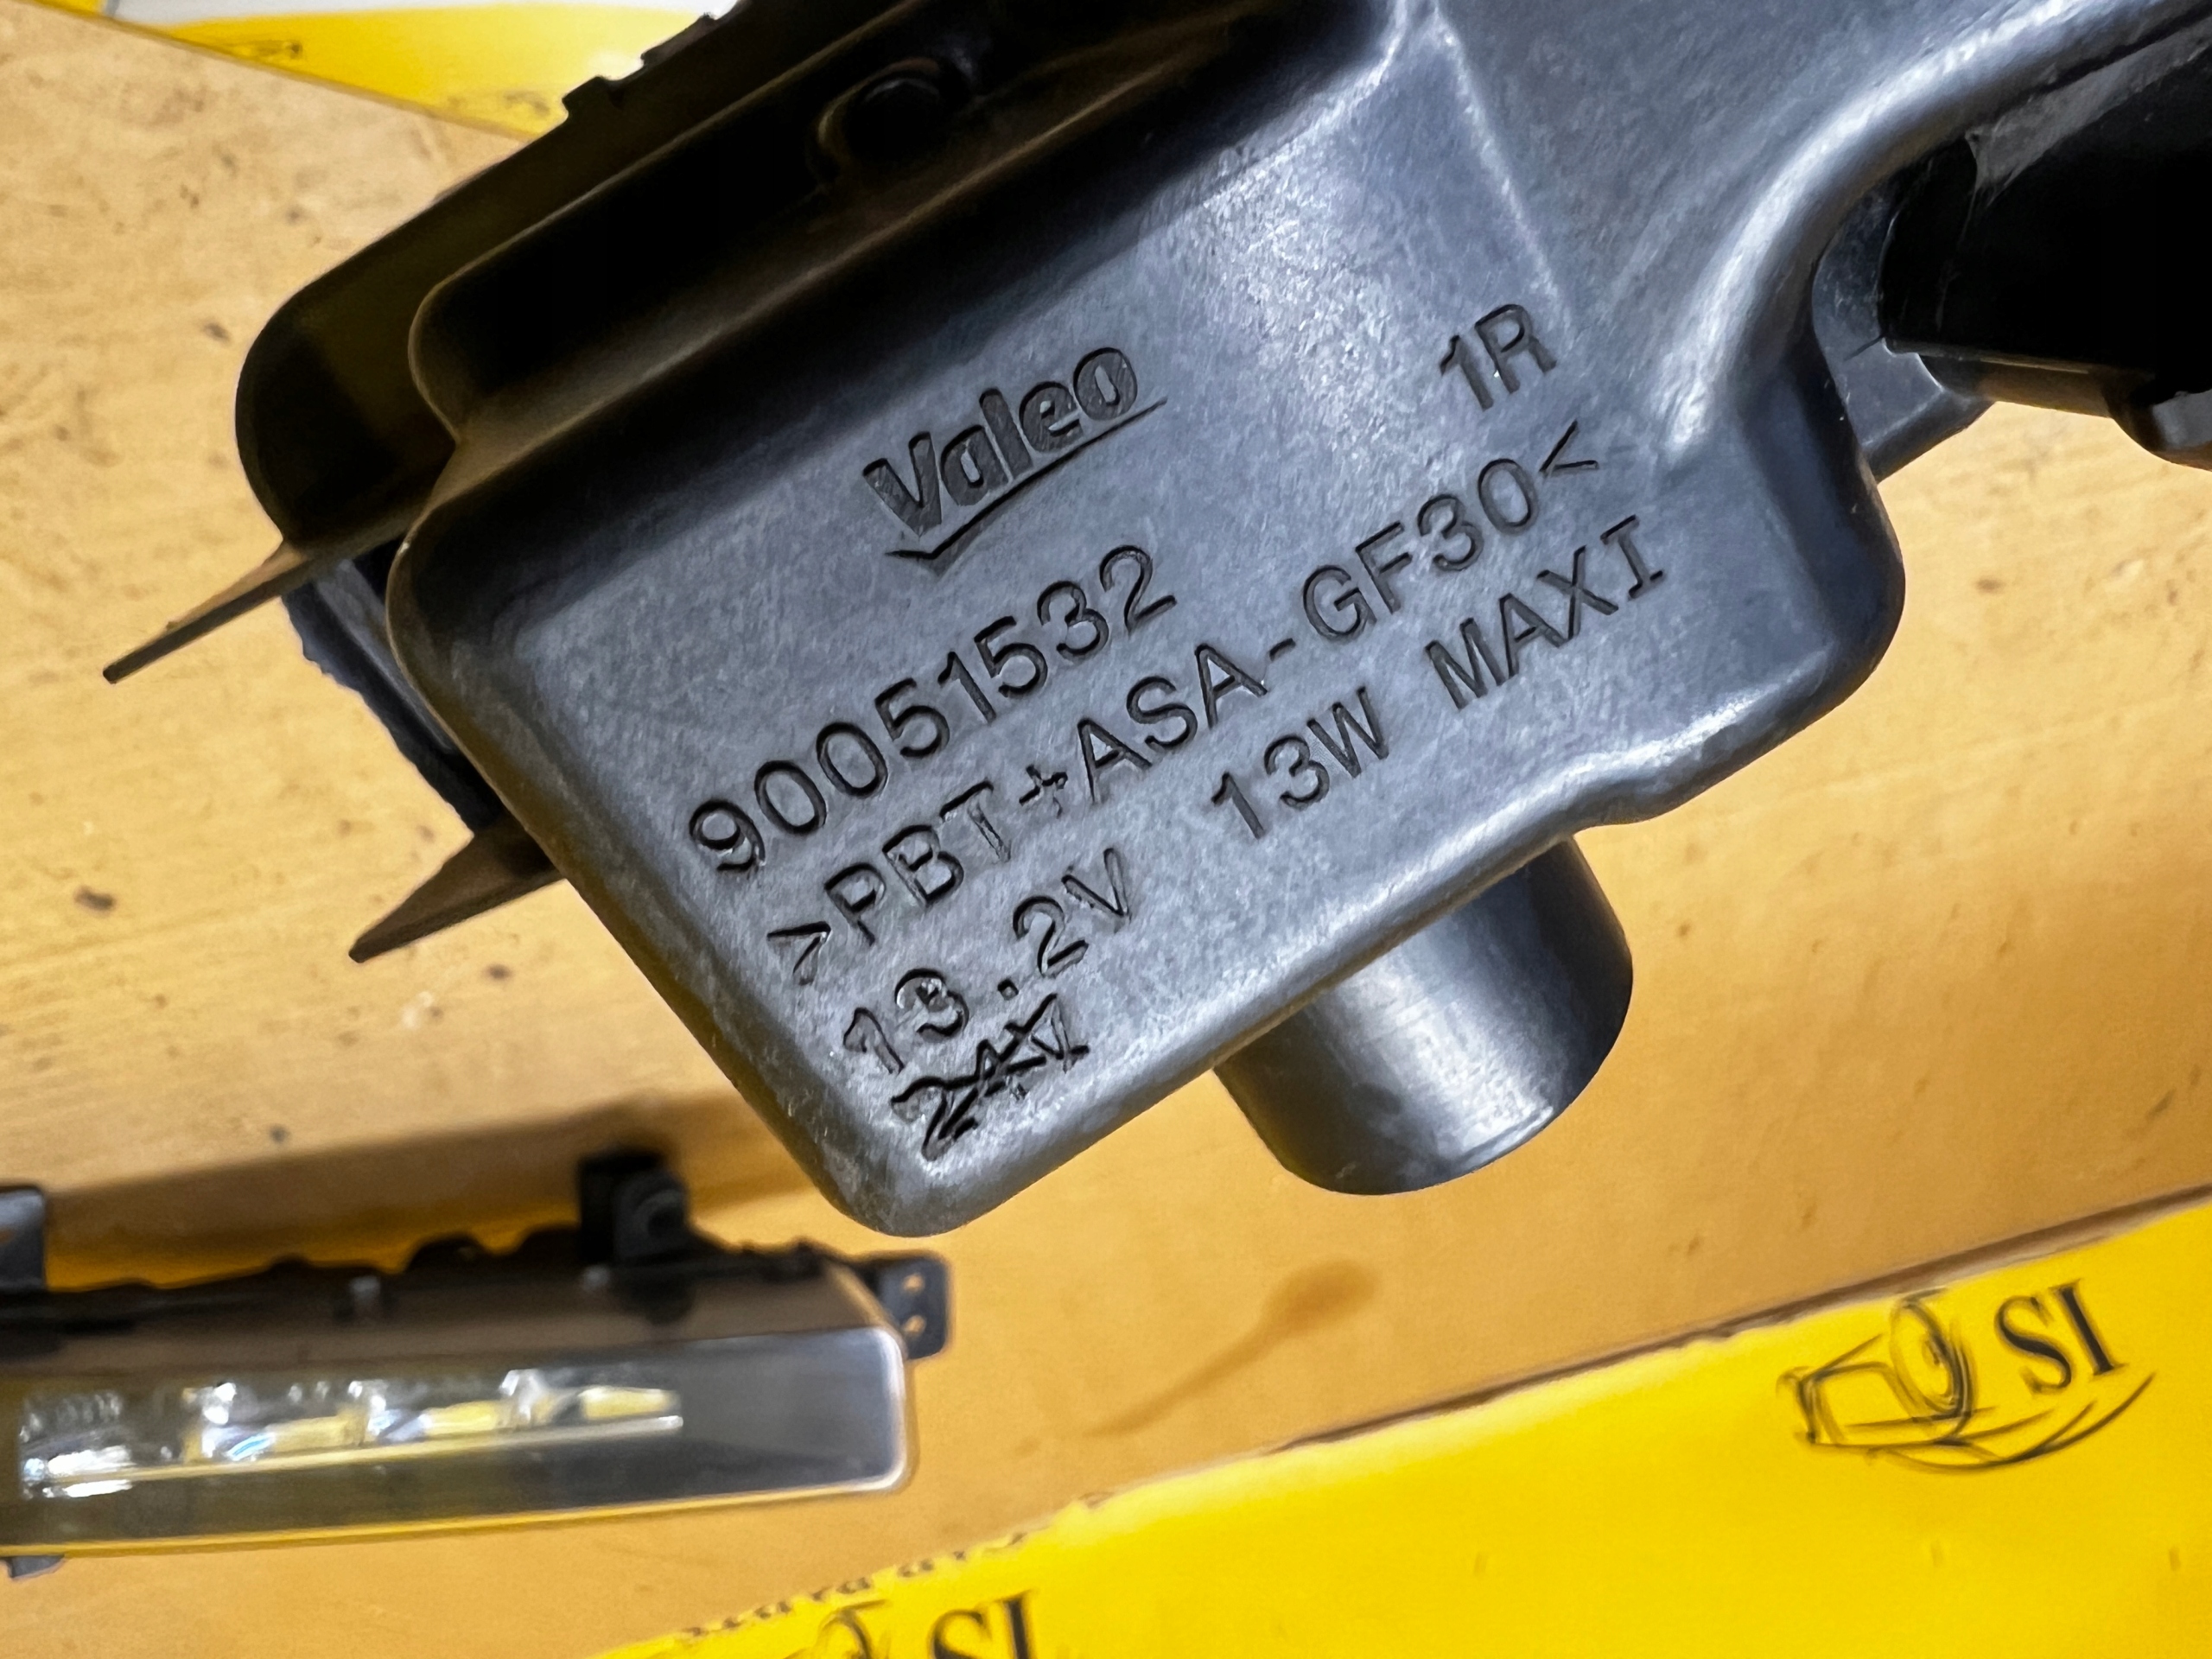 Valeo
1R
90051532
>PBT+ASA-GF30<
13.2V 13W MAXI
24V
SI
SI